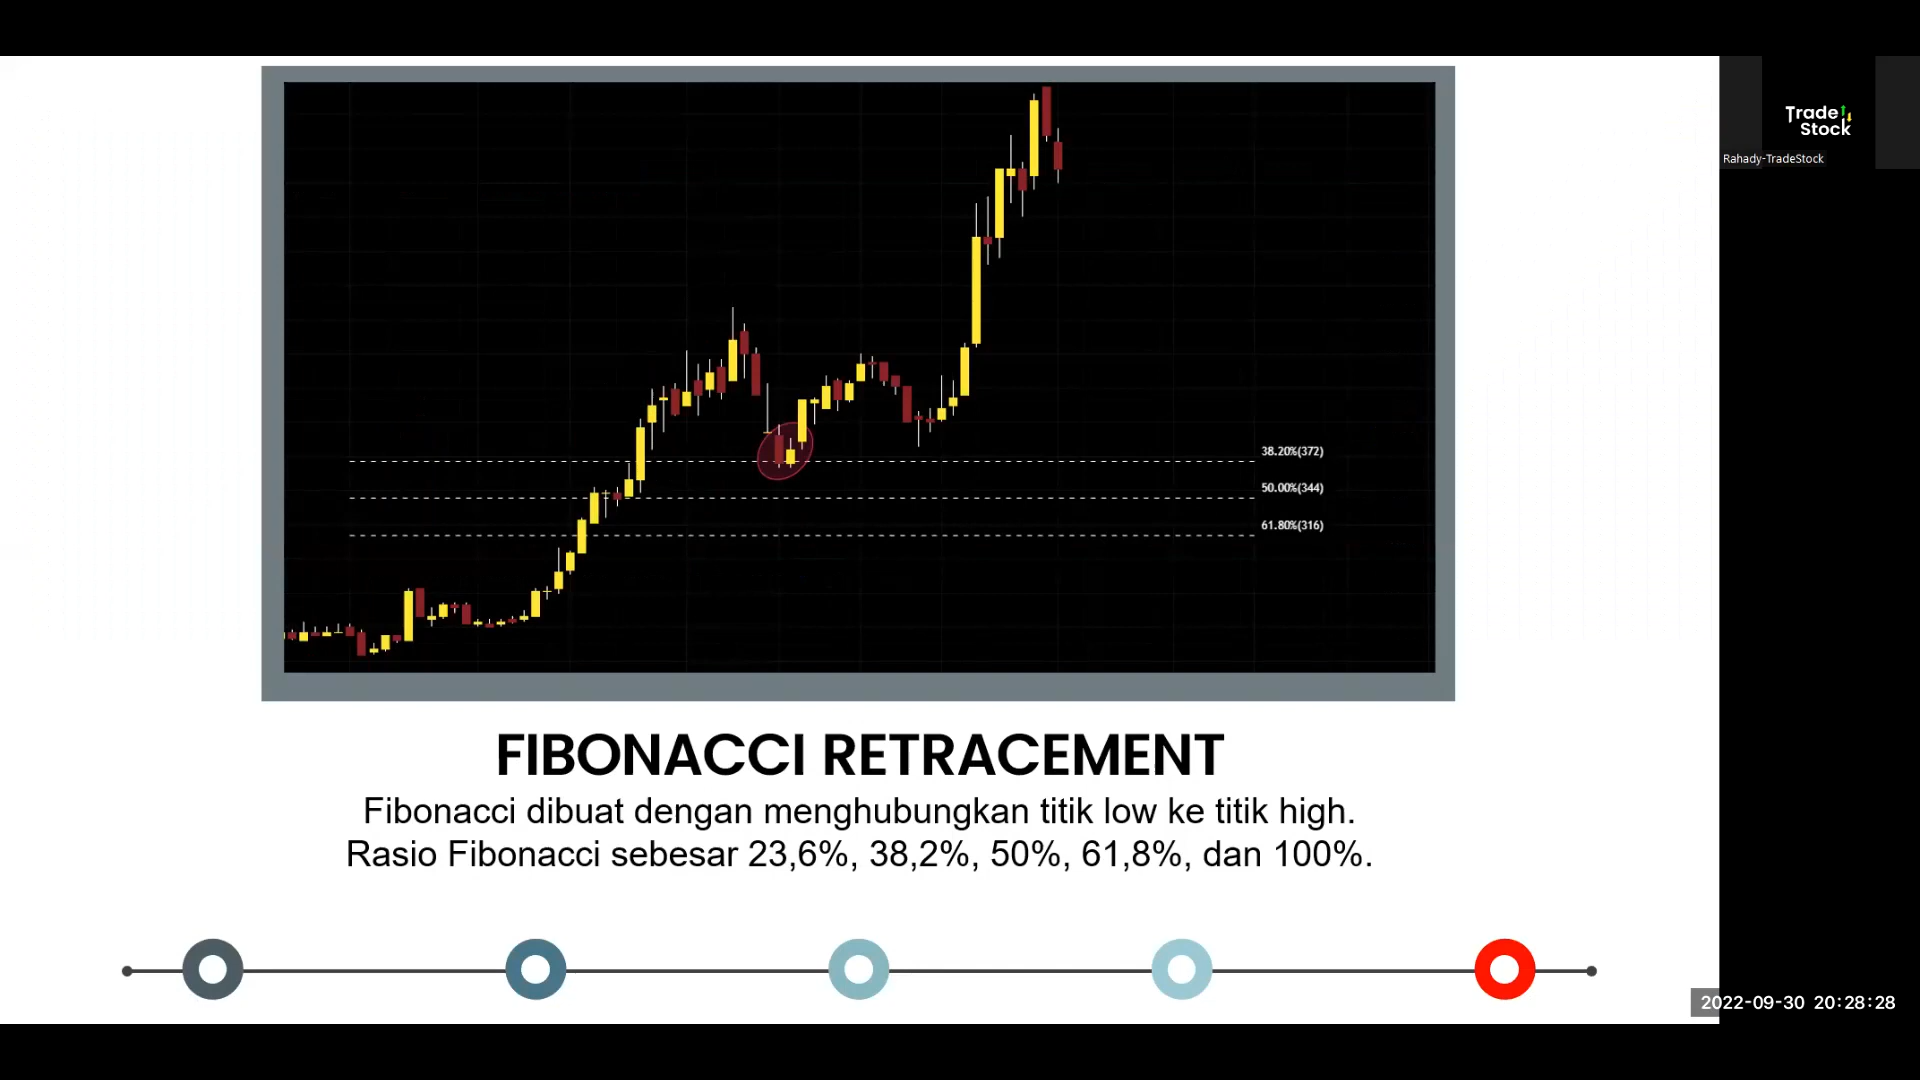 Trade
Stock
Rahady-TradeStock
38.20%(372)
50.00%(344)
61.80%(316)
FIBONACCI RETRACEMENT
Fibonacci dibuat dengan menghubungkan titik low ke titik high.
Rasio Fibonacci sebesar 23,6%, 38,2%, 50%, 61,8%, dan 100%.
2022-09-30 20:28:28